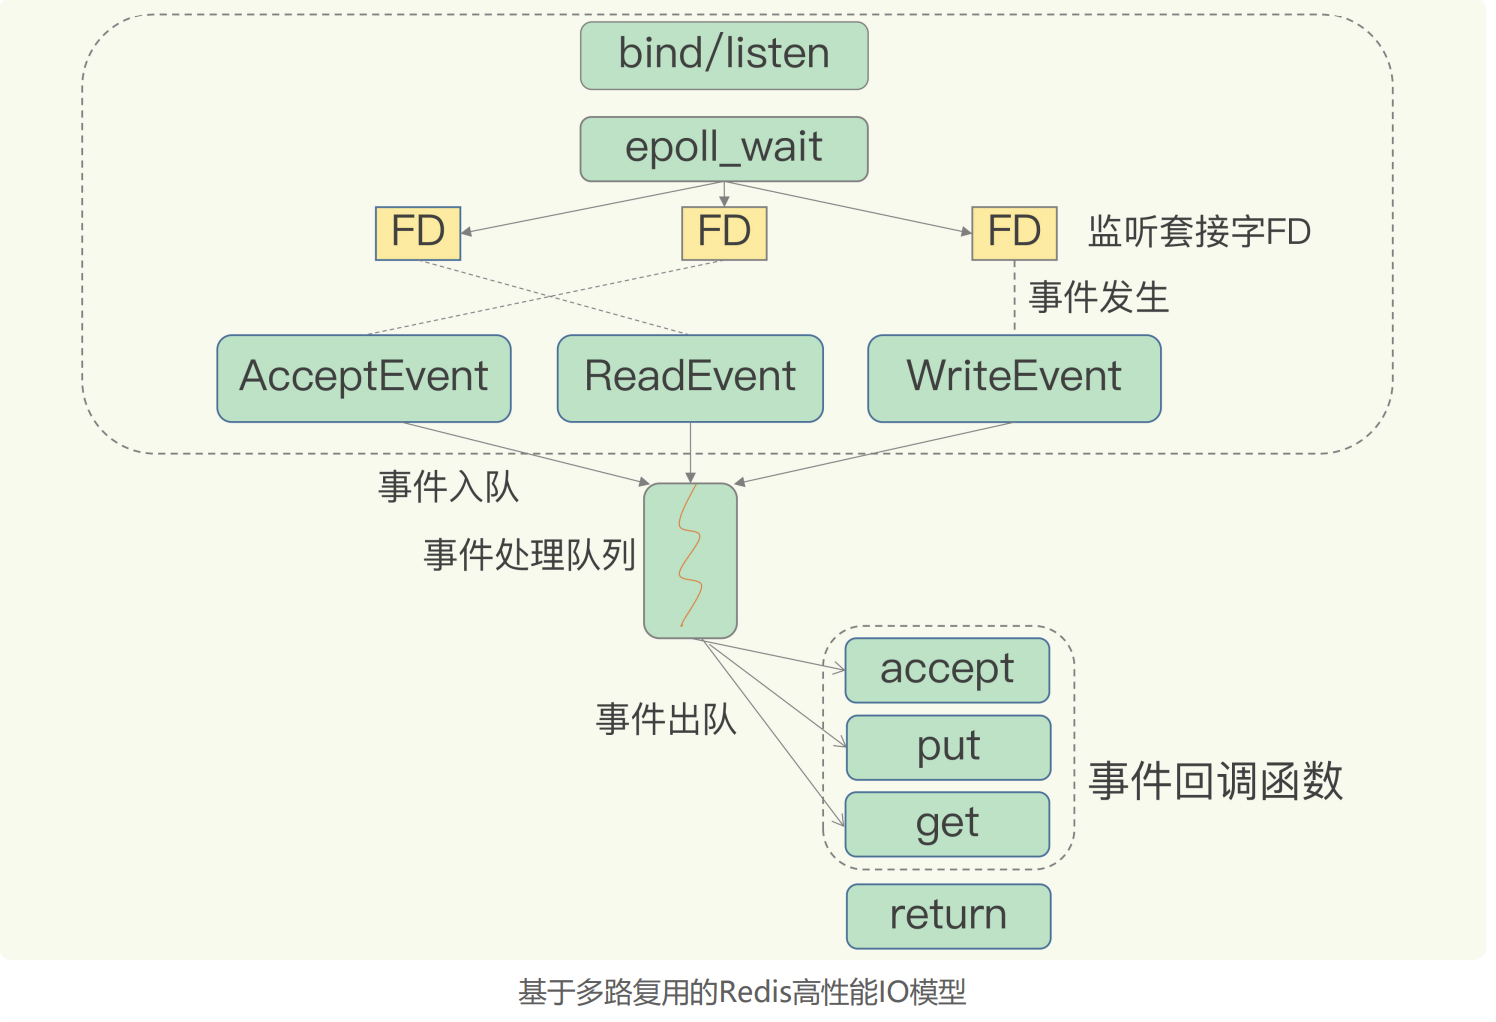 bind/listen
epoll_wait
FD
FD
FD
监听套接字FD
事件发生
AcceptEvent
ReadEvent
WriteEvent
事件入队
事件处理队列
accept
事件出队
put
事件回调函数
get
return
基于多路复用的Redis高性能IO模型